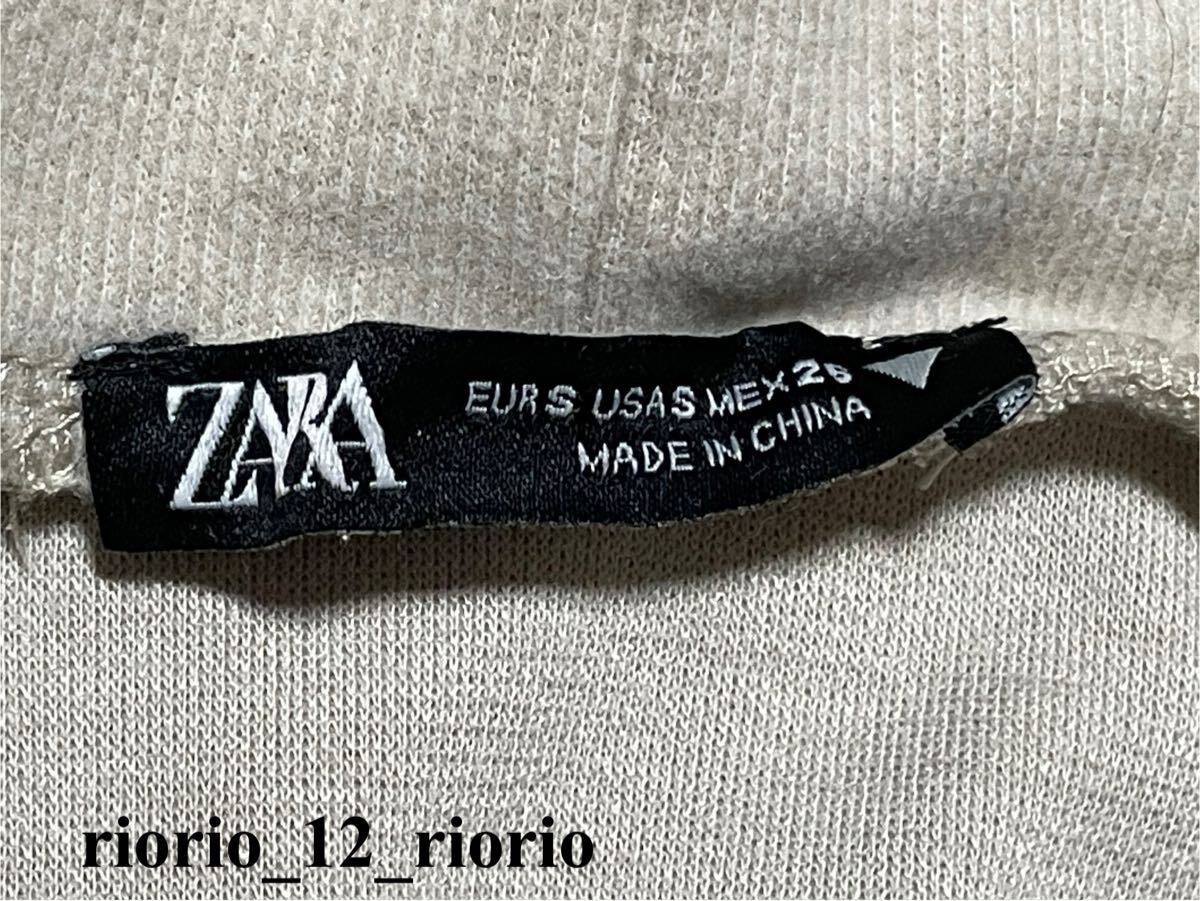 ZARA
EUR S USA S MEX 26
MADE IN CHINA
riorio_12_riorio